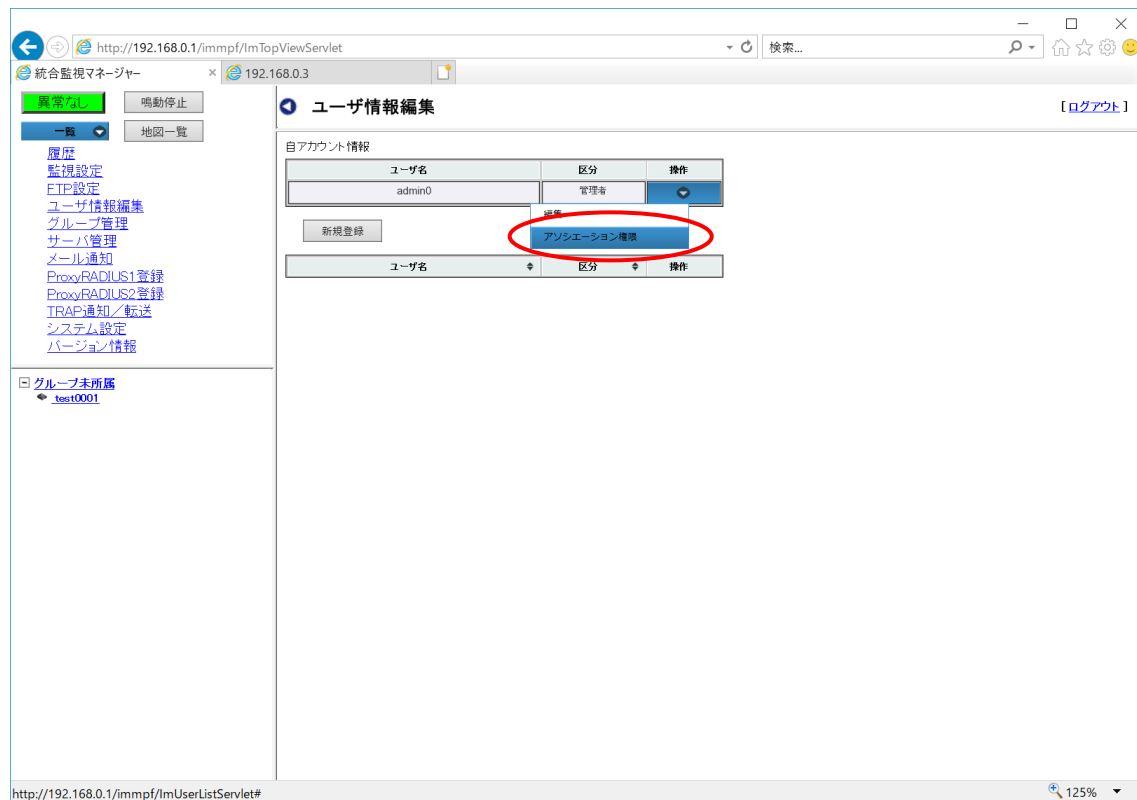 http://192.168.0.1/immpf/ImTopViewServlet
検索...
統合監視マネージャー
192.168.0.3
異常なし
鳴動停止
一覧
地図一覧
履歴
監視設定
FTP設定
ユーザ情報編集
グループ管理
サーバ管理
メール通知
ProxyRADIUS1登録
ProxyRADIUS2登録
TRAP通知／転送
システム設定
バージョン情報
グループ未所属
test0001
ユーザ情報編集
[ログアウト]
自アカウント情報
ユーザ名 区分 操作
admin0 管理者
編集
アソシエーション権限
新規登録
ユーザ名 区分 操作
http://192.168.0.1/immpf/ImUserListServlet#
125%